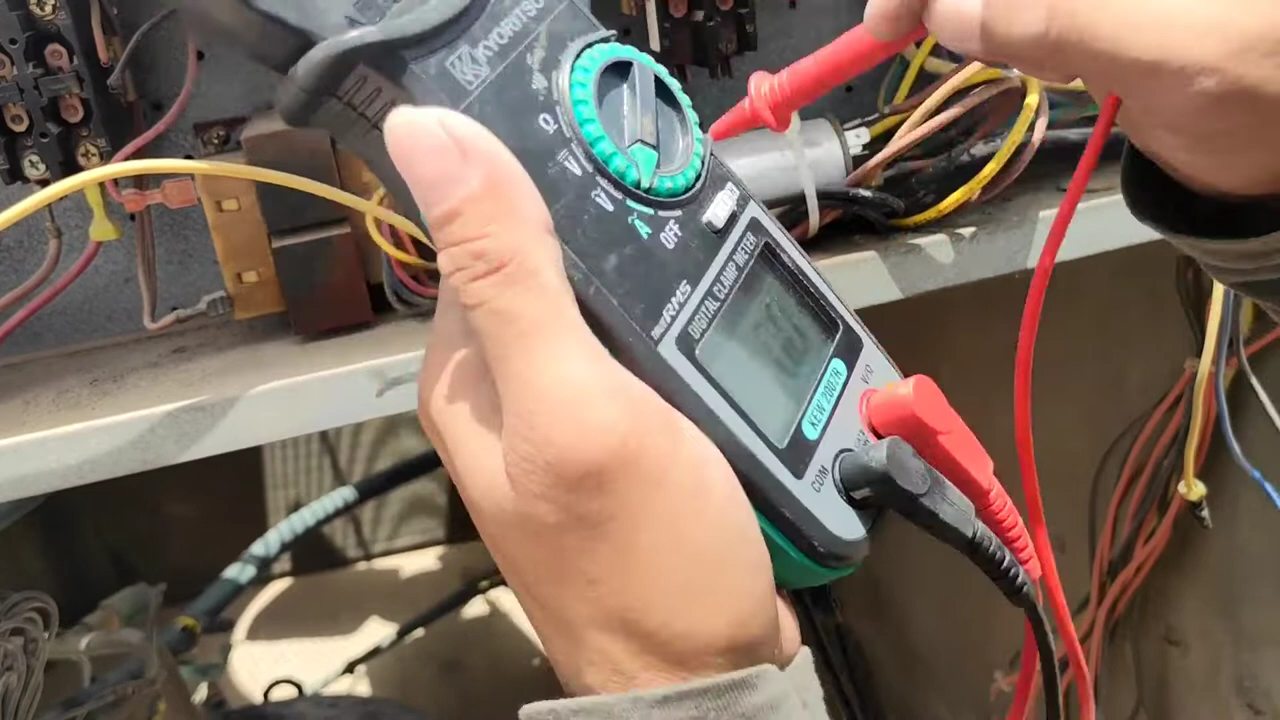 KYORITSU
Ω
V
Ṽ
Ã
OFF
TRUE RMS
DIGITAL CLAMP METER
KEW 2007R
V/Ω
COM